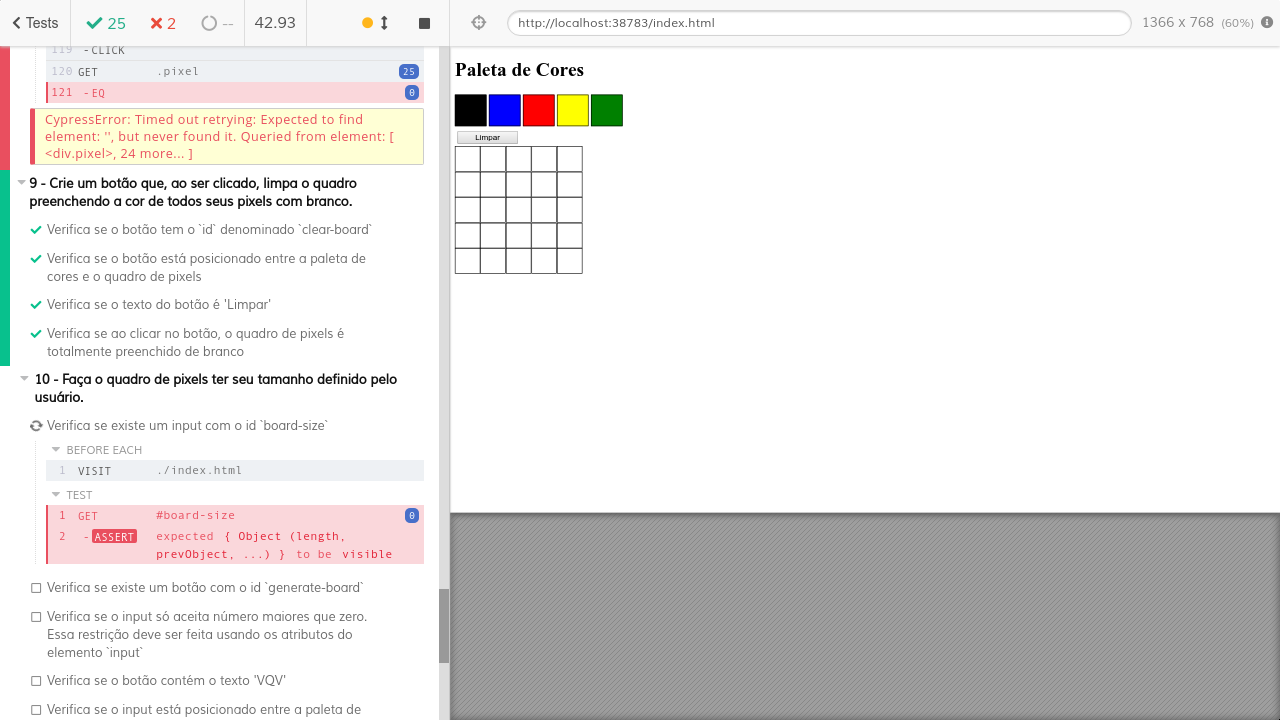 Tests
25
2
--
42.93
http://localhost:38783/index.html
1366 x 768 (60%)
119 -CLICK
120 GET .pixel 25
121 -EQ 0
CypressError: Timed out retrying: Expected to find
element: '', but never found it. Queried from element: [
<div.pixel>, 24 more... ]
9 - Crie um botão que, ao ser clicado, limpa o quadro
preenchendo a cor de todos seus pixels com branco.
Verifica se o botão tem o `id` denominado `clear-board`
Verifica se o botão está posicionado entre a paleta de
cores e o quadro de pixels
Verifica se o texto do botão é 'Limpar'
Verifica se ao clicar no botão, o quadro de pixels é
totalmente preenchido de branco
10 - Faça o quadro de pixels ter seu tamanho definido pelo
usuário.
Verifica se existe um input com o id `board-size`
BEFORE EACH
1 VISIT ./index.html
TEST
1 GET #board-size 0
2 -ASSERT expected { Object (length,
prevObject, ...) } to be visible
Verifica se existe um botão com o id `generate-board`
Verifica se o input só aceita número maiores que zero.
Essa restrição deve ser feita usando os atributos do
elemento `input`
Verifica se o botão contém o texto 'VQV'
Verifica se o input está posicionado entre a paleta de
Paleta de Cores
Limpar